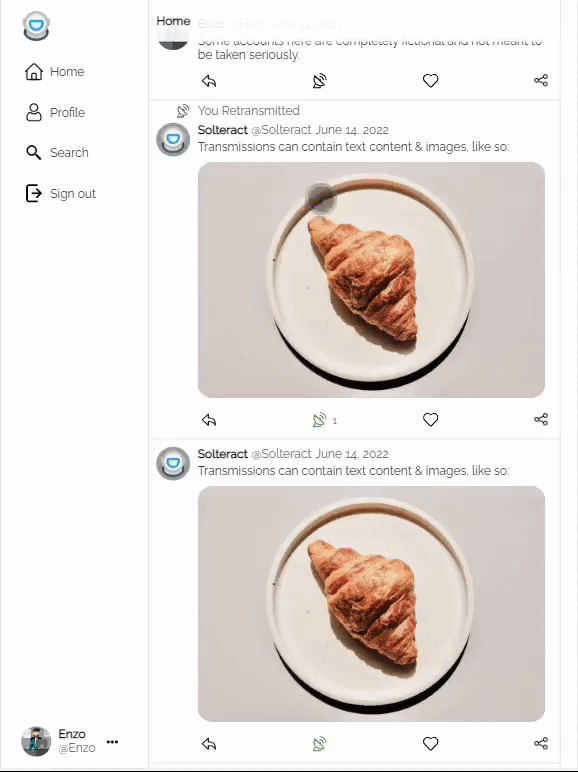 Home
Profile
Search
Sign out
Enzo
@Enzo
Home
Enzo @Enzo June 14, 2022
Some accounts here are completely fictional and not meant to
be taken seriously.
You Retransmitted
Solteract @Solteract June 14, 2022
Transmissions can contain text content & images, like so:
1
Solteract @Solteract June 14, 2022
Transmissions can contain text content & images, like so: